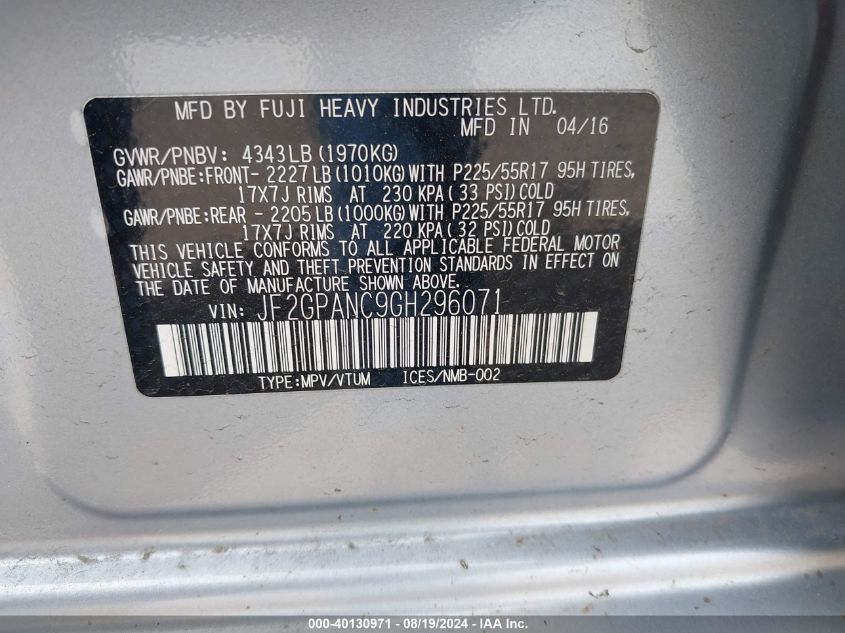 MFD BY FUJI HEAVY INDUSTRIES LTD.
MFD IN 04/16
GVWR/PNBV: 4343LB(1970KG)
GAWR/PNBE:FRONT- 2227LB(1010KG)WITH P225/55R17 95H TIRES,
17X7J RIMS AT 230 KPA( 33 PSI)COLD
GAWR/PNBE:REAR - 2205LB(1000KG)WITH P225/55R17 95H TIRES,
17X7J RIMS AT 220 KPA( 32 PSI)COLD
THIS VEHICLE CONFORMS TO ALL APPLICABLE FEDERAL MOTOR
VEHICLE SAFETY AND THEFT PREVENTION STANDARDS IN EFFECT ON
THE DATE OF MANUFACTURE SHOWN ABOVE.
VIN: JF2GPANC9GH296071
TYPE:MPV/VTUM ICES/NMB-002
000-40130971 - 08/19/2024 - IAA Inc.